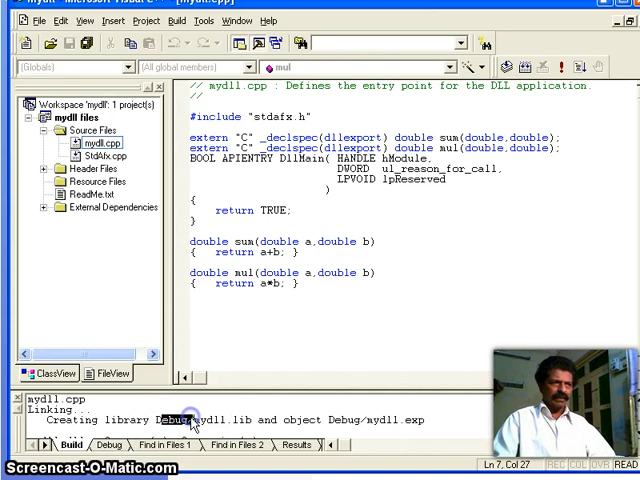 mydll - Microsoft Visual C++ - [mydll.cpp]
File Edit View Insert Project Build Tools Window Help
(Globals) (All global members) mul
Workspace 'mydll': 1 project(s)
mydll files
Source Files
mydll.cpp
StdAfx.cpp
Header Files
Resource Files
ReadMe.txt
External Dependencies
ClassView FileView
// mydll.cpp : Defines the entry point for the DLL application.
//
#include "stdafx.h"
extern "C" _declspec(dllexport) double sum(double,double);
extern "C" _declspec(dllexport) double mul(double,double);
BOOL APIENTRY DllMain( HANDLE hModule,
DWORD ul_reason_for_call,
LPVOID lpReserved
)
{
return TRUE;
}
double sum(double a,double b)
{ return a+b; }
double mul(double a,double b)
{ return a*b; }
mydll.cpp
Linking...
Creating library Debug/mydll.lib and object Debug/mydll.exp
Build Debug Find in Files 1 Find in Files 2 Results
Screencast-O-Matic.com
Ln 7, Col 27 REC COL OVR READ